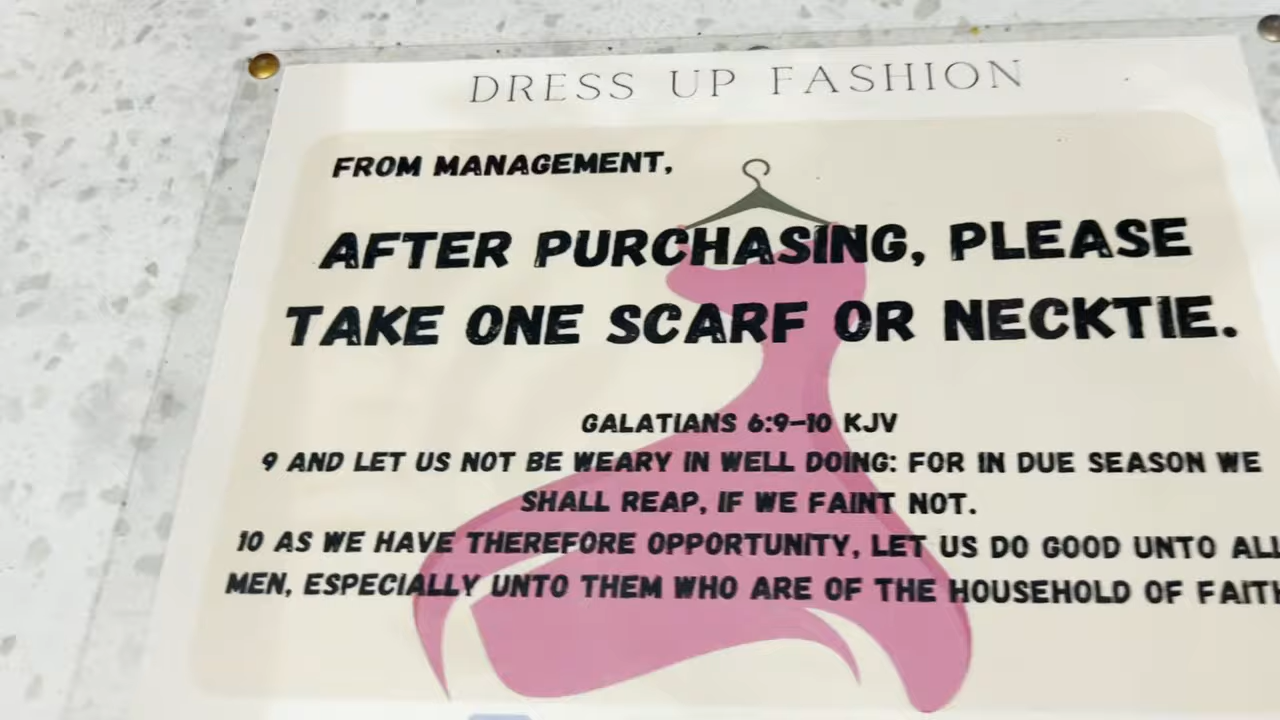 DRESS UP FASHION
FROM MANAGEMENT,
AFTER PURCHASING, PLEASE
TAKE ONE SCARF OR NECKTIE.
GALATIANS 6:9-10 KJV
9 AND LET US NOT BE WEARY IN WELL DOING: FOR IN DUE SEASON WE
SHALL REAP, IF WE FAINT NOT.
10 AS WE HAVE THEREFORE OPPORTUNITY, LET US DO GOOD UNTO ALL
MEN, ESPECIALLY UNTO THEM WHO ARE OF THE HOUSEHOLD OF FAITH